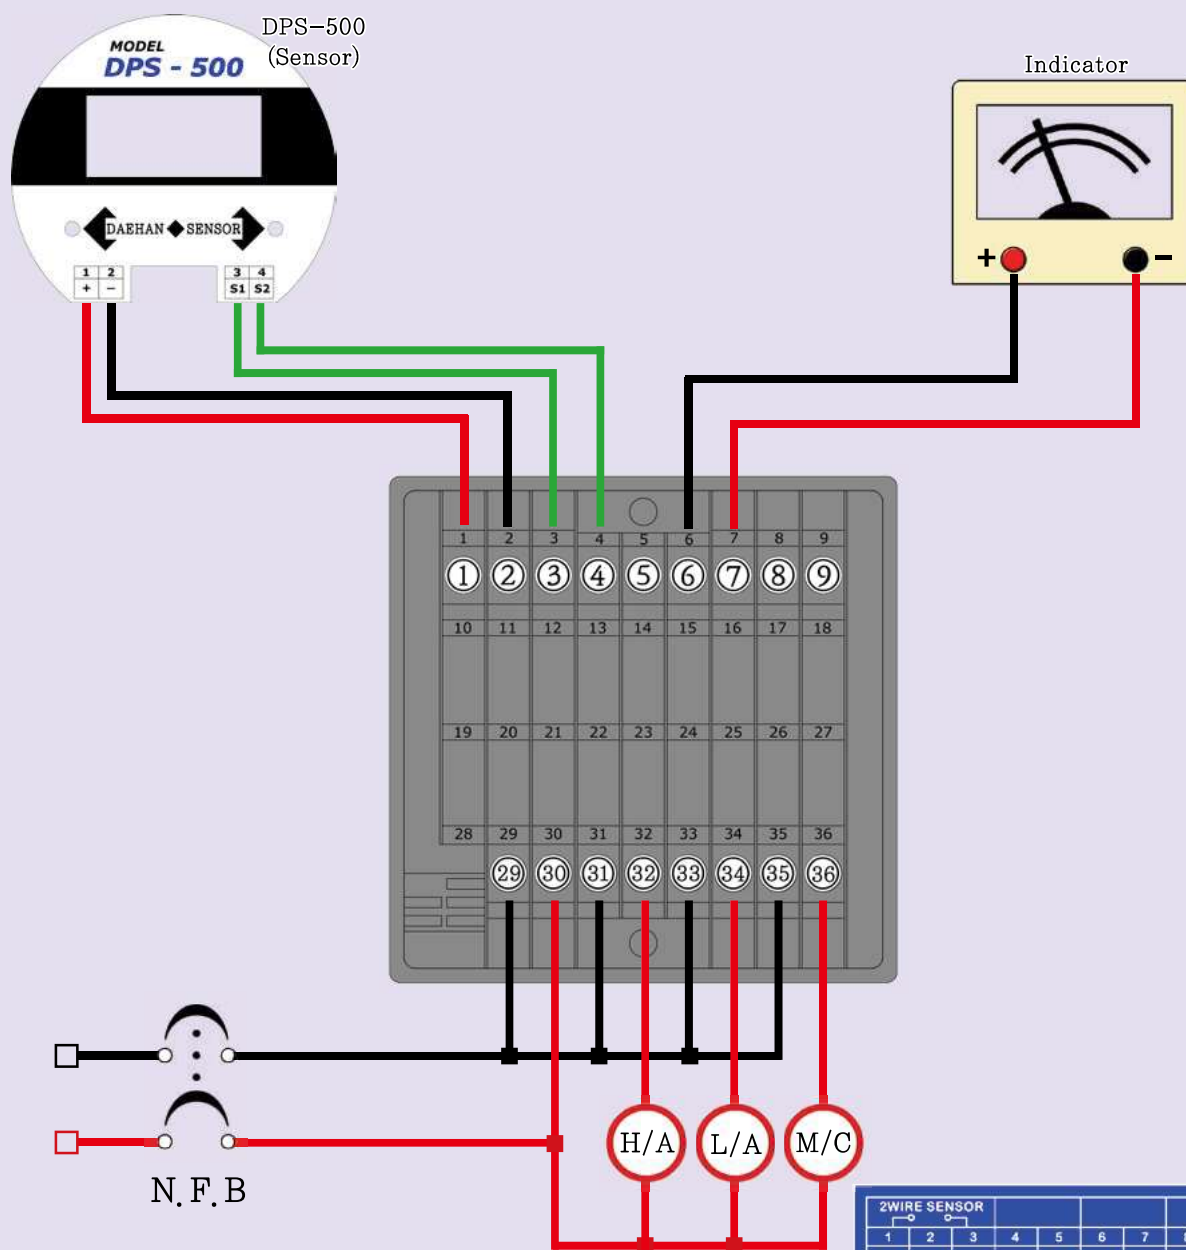 DPS-500
(Sensor)
MODEL
DPS - 500
DAEHAN SENSOR
1 2 3 4
+ - S1 S2
Indicator
+ -
1 2 3 4 5 6 7 8 9
① ② ③ ④ ⑤ ⑥ ⑦ ⑧ ⑨
10 11 12 13 14 15 16 17 18
19 20 21 22 23 24 25 26 27
28 29 30 31 32 33 34 35 36
㉙ ㉚ ㉛ ㉜ ㉝ ㉞ ㉟ ㊱
H/A L/A M/C
N.F.B
2WIRE SENSOR
1 2 3 4 5 6 7